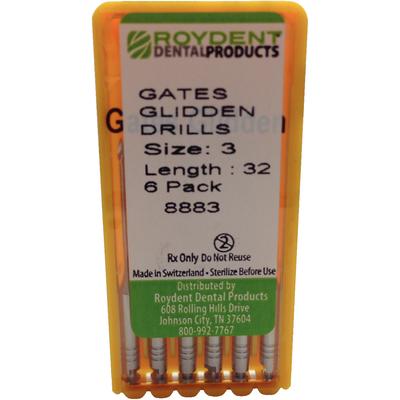 ROYDENT
DENTALPRODUCTS
GATES
GLIDDEN
DRILLS
Size: 3
Length : 32
6 Pack
8883
2
Rx Only Do Not Reuse
Made in Switzerland • Sterilize Before Use
Distributed by
Roydent Dental Products
608 Rolling Hills Drive
Johnson City, TN 37604
800-992-7767